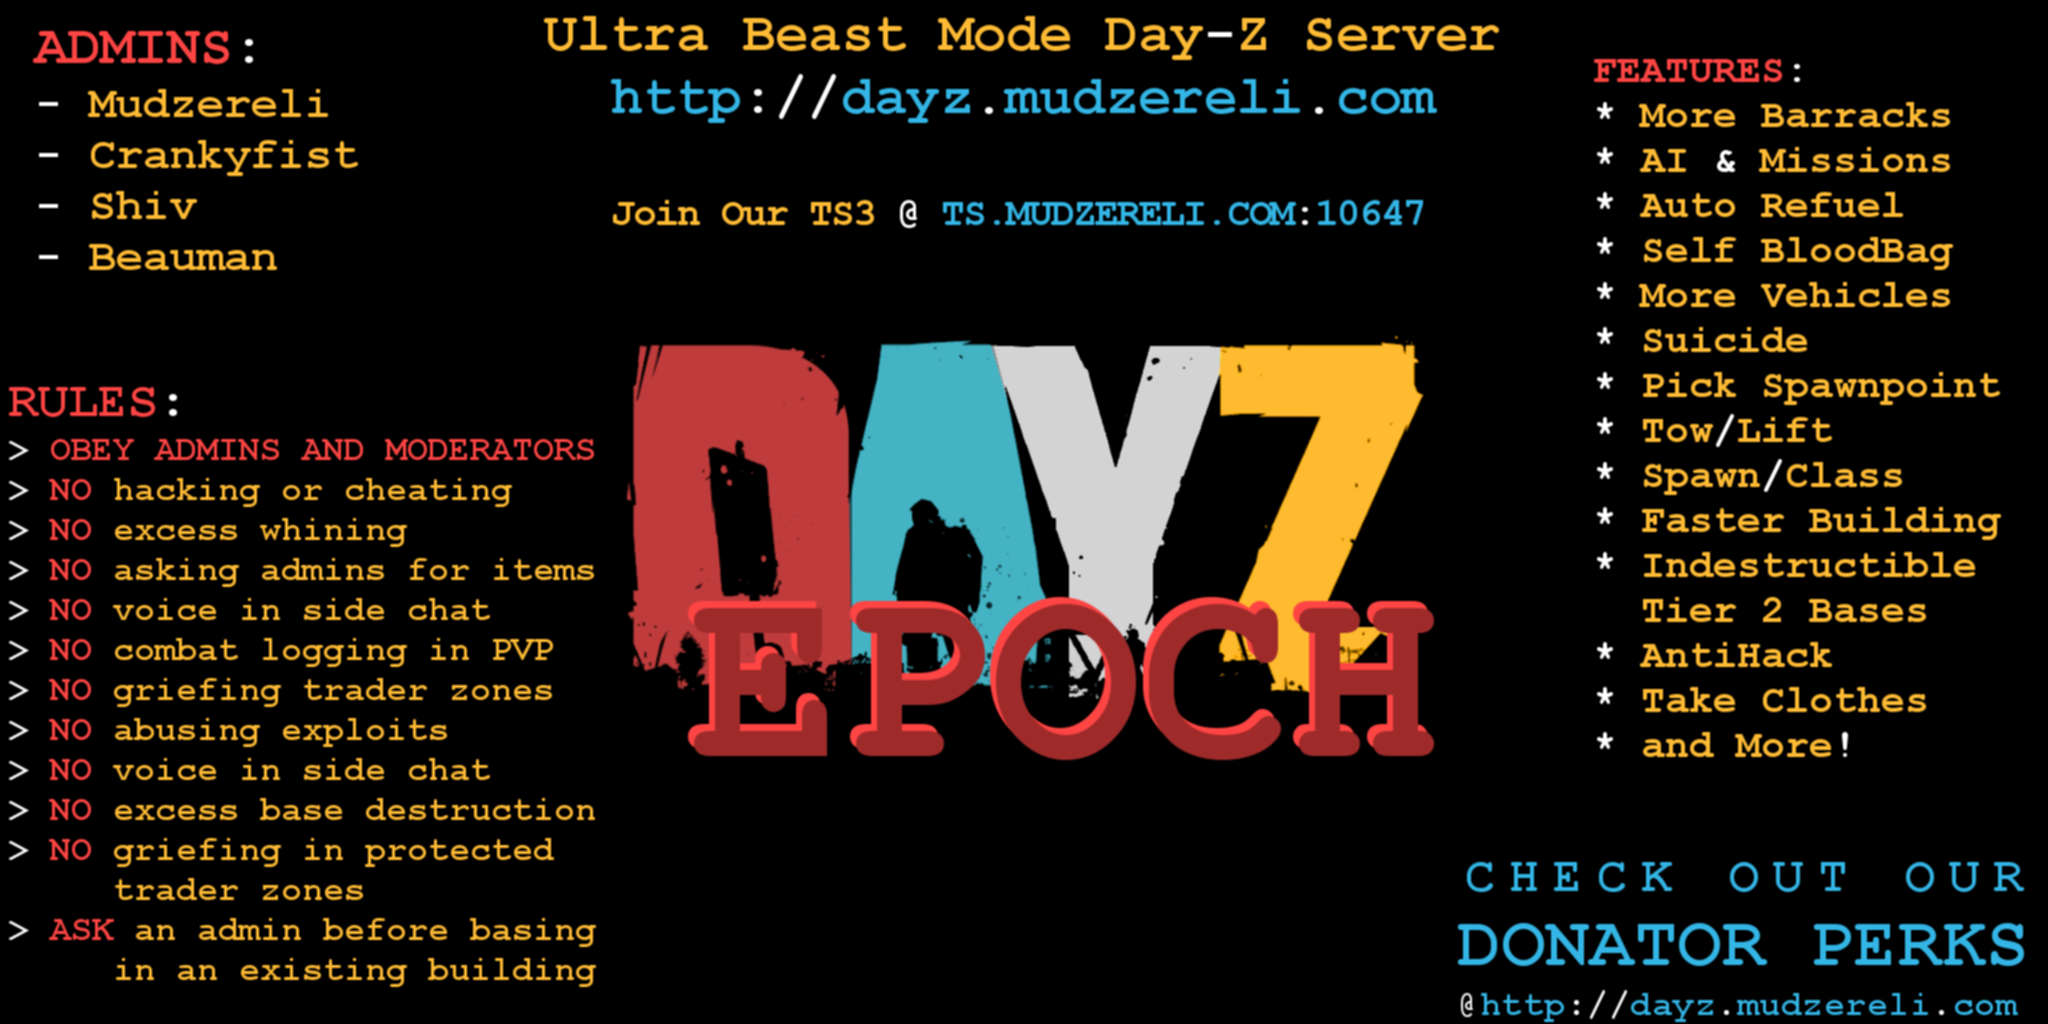 ADMINS:
- Mudzereli
- Crankyfist
- Shiv
- Beauman
Ultra Beast Mode Day-Z Server
http://dayz.mudzereli.com
Join Our TS3 @ TS.MUDZERELI.COM:10647
RULES:
> OBEY ADMINS AND MODERATORS
> NO hacking or cheating
> NO excess whining
> NO asking admins for items
> NO voice in side chat
> NO combat logging in PVP
> NO griefing trader zones
> NO abusing exploits
> NO voice in side chat
> NO excess base destruction
> NO griefing in protected
trader zones
> ASK an admin before basing
in an existing building
DAYZ
EPOCH
FEATURES:
* More Barracks
* AI & Missions
* Auto Refuel
* Self BloodBag
* More Vehicles
* Suicide
* Pick Spawnpoint
* Tow/Lift
* Spawn/Class
* Faster Building
* Indestructible
Tier 2 Bases
* AntiHack
* Take Clothes
* and More!
CHECK OUT OUR
DONATOR PERKS
@http://dayz.mudzereli.com